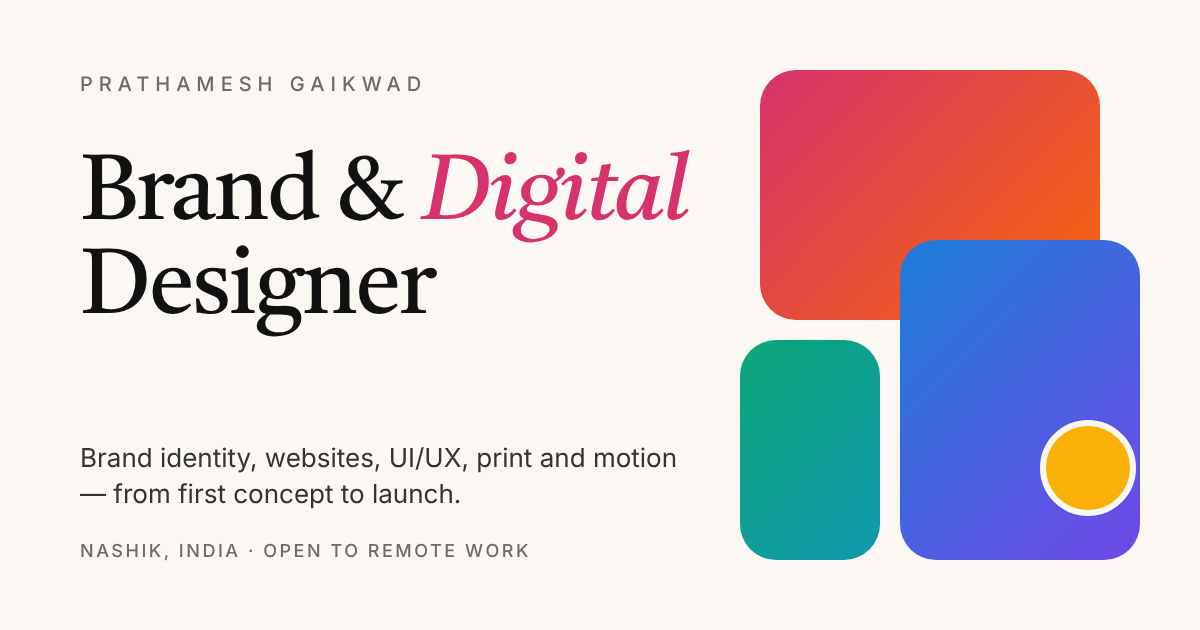 PRATHAMESH GAIKWAD
Brand & Digital
Designer
Brand identity, websites, UI/UX, print and motion
— from first concept to launch.
NASHIK, INDIA · OPEN TO REMOTE WORK